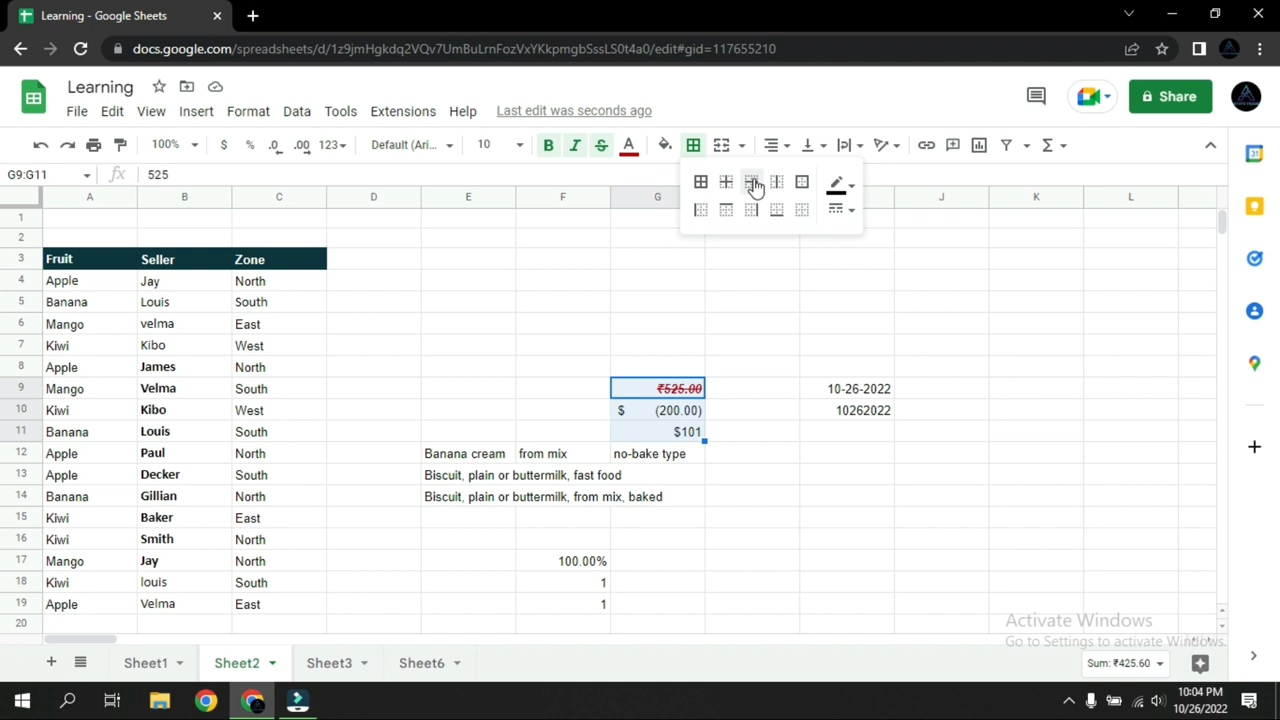 Learning - Google Sheets
docs.google.com/spreadsheets/d/1z9jmHgkdq2VQv7UmBuLrnFozVxYKkpmgbSssLS0t4a0/edit#gid=117655210
Learning
File Edit View Insert Format Data Tools Extensions Help Last edit was seconds ago
Share
100% $ % .0 .00 123 Default (Ari... 10 B I S A
G9:G11 fx 525
A B C D E F G J K L
1
2
3 Fruit Seller Zone
4 Apple Jay North
5 Banana Louis South
6 Mango velma East
7 Kiwi Kibo West
8 Apple James North
9 Mango Velma South ₹525.00 10-26-2022
10 Kiwi Kibo West $ (200.00) 10262022
11 Banana Louis South $101
12 Apple Paul North Banana cream from mix no-bake type
13 Apple Decker South Biscuit, plain or buttermilk, fast food
14 Banana Gillian North Biscuit, plain or buttermilk, from mix, baked
15 Kiwi Baker East
16 Kiwi Smith North
17 Mango Jay North 100.00%
18 Kiwi louis South 1
19 Apple Velma East 1
20
Activate Windows
Go to Settings to activate Windows.
Sheet1 Sheet2 Sheet3 Sheet6 Sum: ₹425.60
10:04 PM
10/26/2022